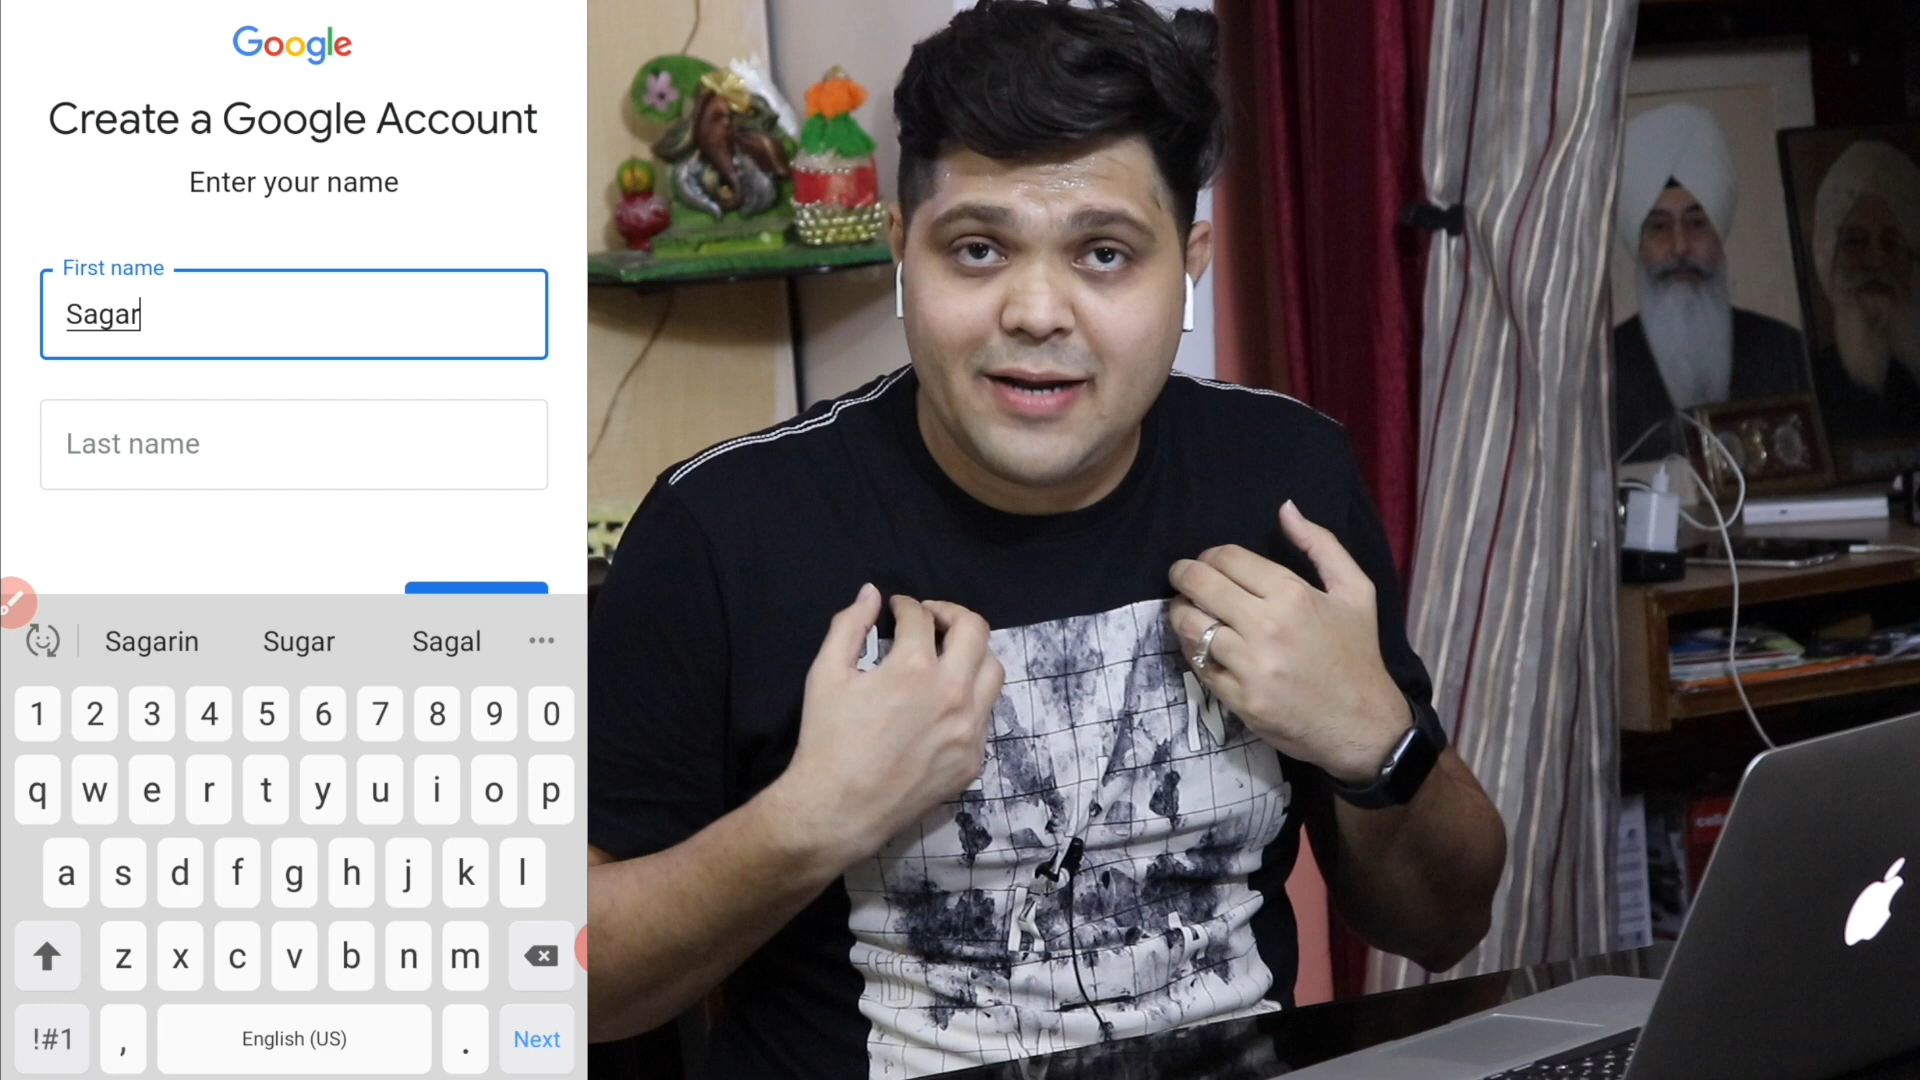 Google
Create a Google Account
Enter your name
First name
Sagar
Last name
Sagarin Sugar Sagal
1 2 3 4 5 6 7 8 9 0
q w e r t y u i o p
a s d f g h j k l
z x c v b n m
!#1 , English (US) . Next